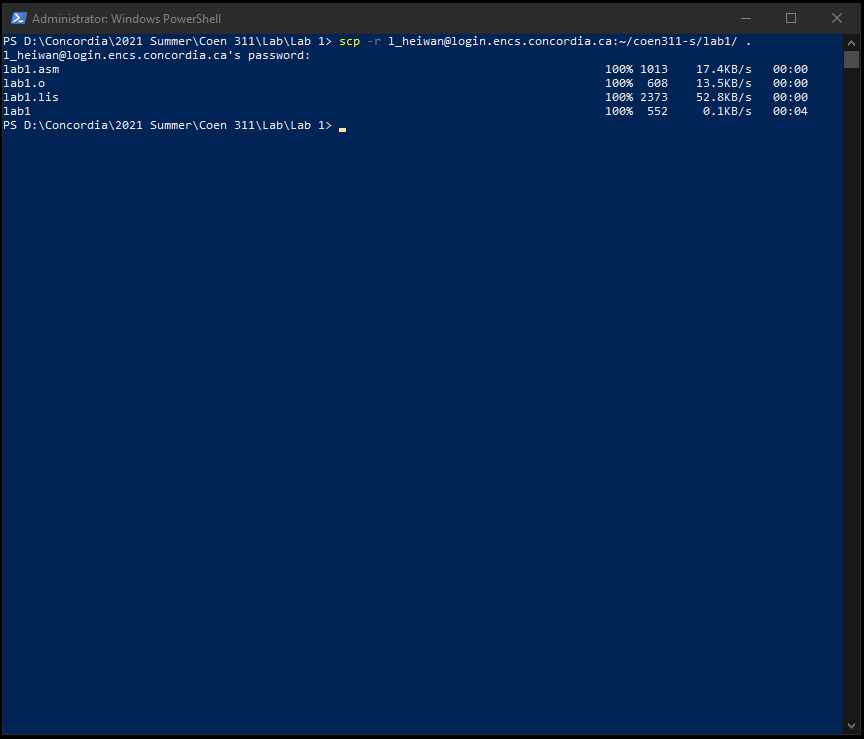 Administrator: Windows PowerShell
PS D:\Concordia\2021 Summer\Coen 311\Lab\Lab 1> scp -r l_heiwan@login.encs.concordia.ca:~/coen311-s/lab1/ .
l_heiwan@login.encs.concordia.ca's password:
lab1.asm 100% 1013 17.4KB/s 00:00
lab1.o 100% 608 13.5KB/s 00:00
lab1.lis 100% 2373 52.8KB/s 00:00
lab1 100% 552 0.1KB/s 00:04
PS D:\Concordia\2021 Summer\Coen 311\Lab\Lab 1>